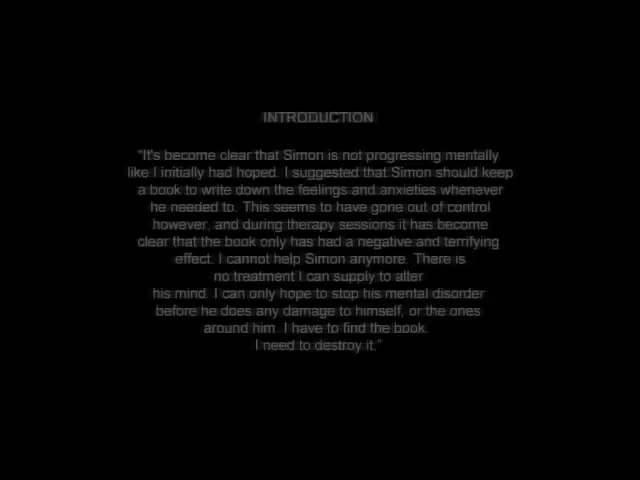 INTRODUCTION
“It's become clear that Simon is not progressing mentally
like I initially had hoped. I suggested that Simon should keep
a book to write down the feelings and anxieties whenever
he needed to. This seems to have gone out of control
however, and during therapy sessions it has become
clear that the book only has had a negative and terrifying
effect. I cannot help Simon anymore. There is
no treatment I can supply to alter
his mind. I can only hope to stop his mental disorder
before he does any damage to himself, or the ones
around him. I have to find the book.
I need to destroy it.”